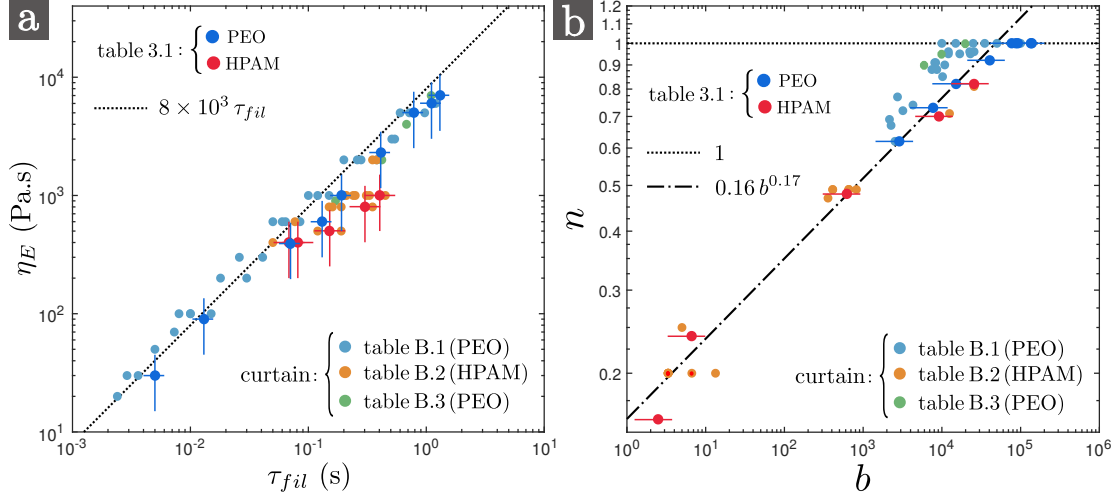 a
table 3.1: { PEO
HPAM
8 × 10³ τ_fil
10⁴
10³
10²
10¹
η_E (Pa.s)
curtain: { table B.1 (PEO)
table B.2 (HPAM)
table B.3 (PEO)
10⁻³ 10⁻² 10⁻¹ 10⁰ 10¹
τ_fil (s)
b
1.2
1
0.9
0.8
0.7
0.6
0.5
0.4
0.3
0.2
n
table 3.1: { PEO
HPAM
1
0.16 b^0.17
curtain: { table B.1 (PEO)
table B.2 (HPAM)
table B.3 (PEO)
10⁰ 10¹ 10² 10³ 10⁴ 10⁵ 10⁶
b